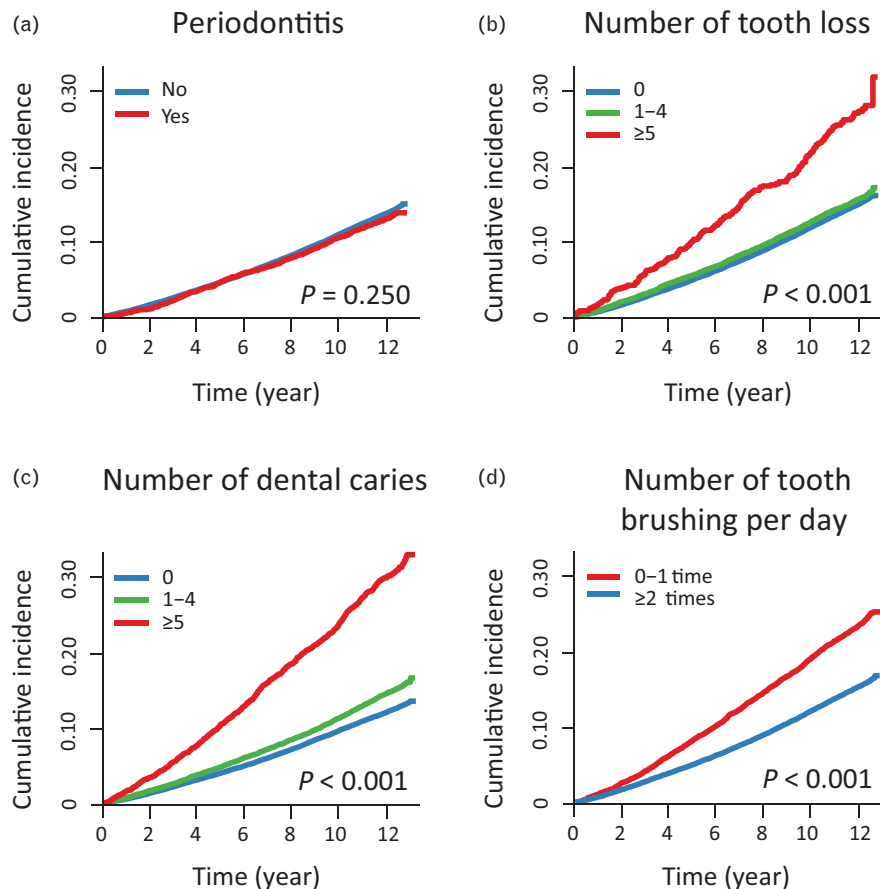 (a)
Periodontitis
No
Yes
Cumulative incidence
0.30
0.20
0.10
0
P = 0.250
0 2 4 6 8 10 12
Time (year)
(b)
Number of tooth loss
0
1–4
≥5
Cumulative incidence
0.30
0.20
0.10
0
P < 0.001
0 2 4 6 8 10 12
Time (year)
(c)
Number of dental caries
0
1–4
≥5
Cumulative incidence
0.30
0.20
0.10
0
P < 0.001
0 2 4 6 8 10 12
Time (year)
(d)
Number of tooth
brushing per day
0–1 time
≥2 times
Cumulative incidence
0.30
0.20
0.10
0.00
P < 0.001
0 2 4 6 8 11 12
Time (year)